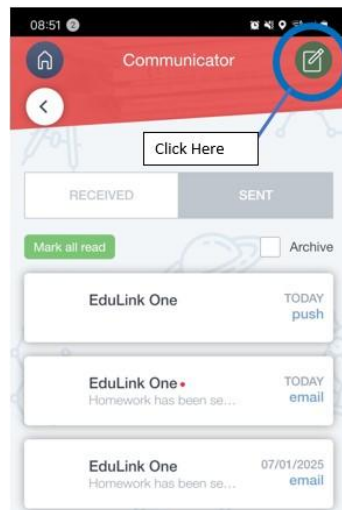 08:51
Communicator
Click Here
RECEIVED SENT
Mark all read Archive
EduLink One TODAY
push
EduLink One TODAY
Homework has been se... email
EduLink One 07/01/2025
Homework has been se... email